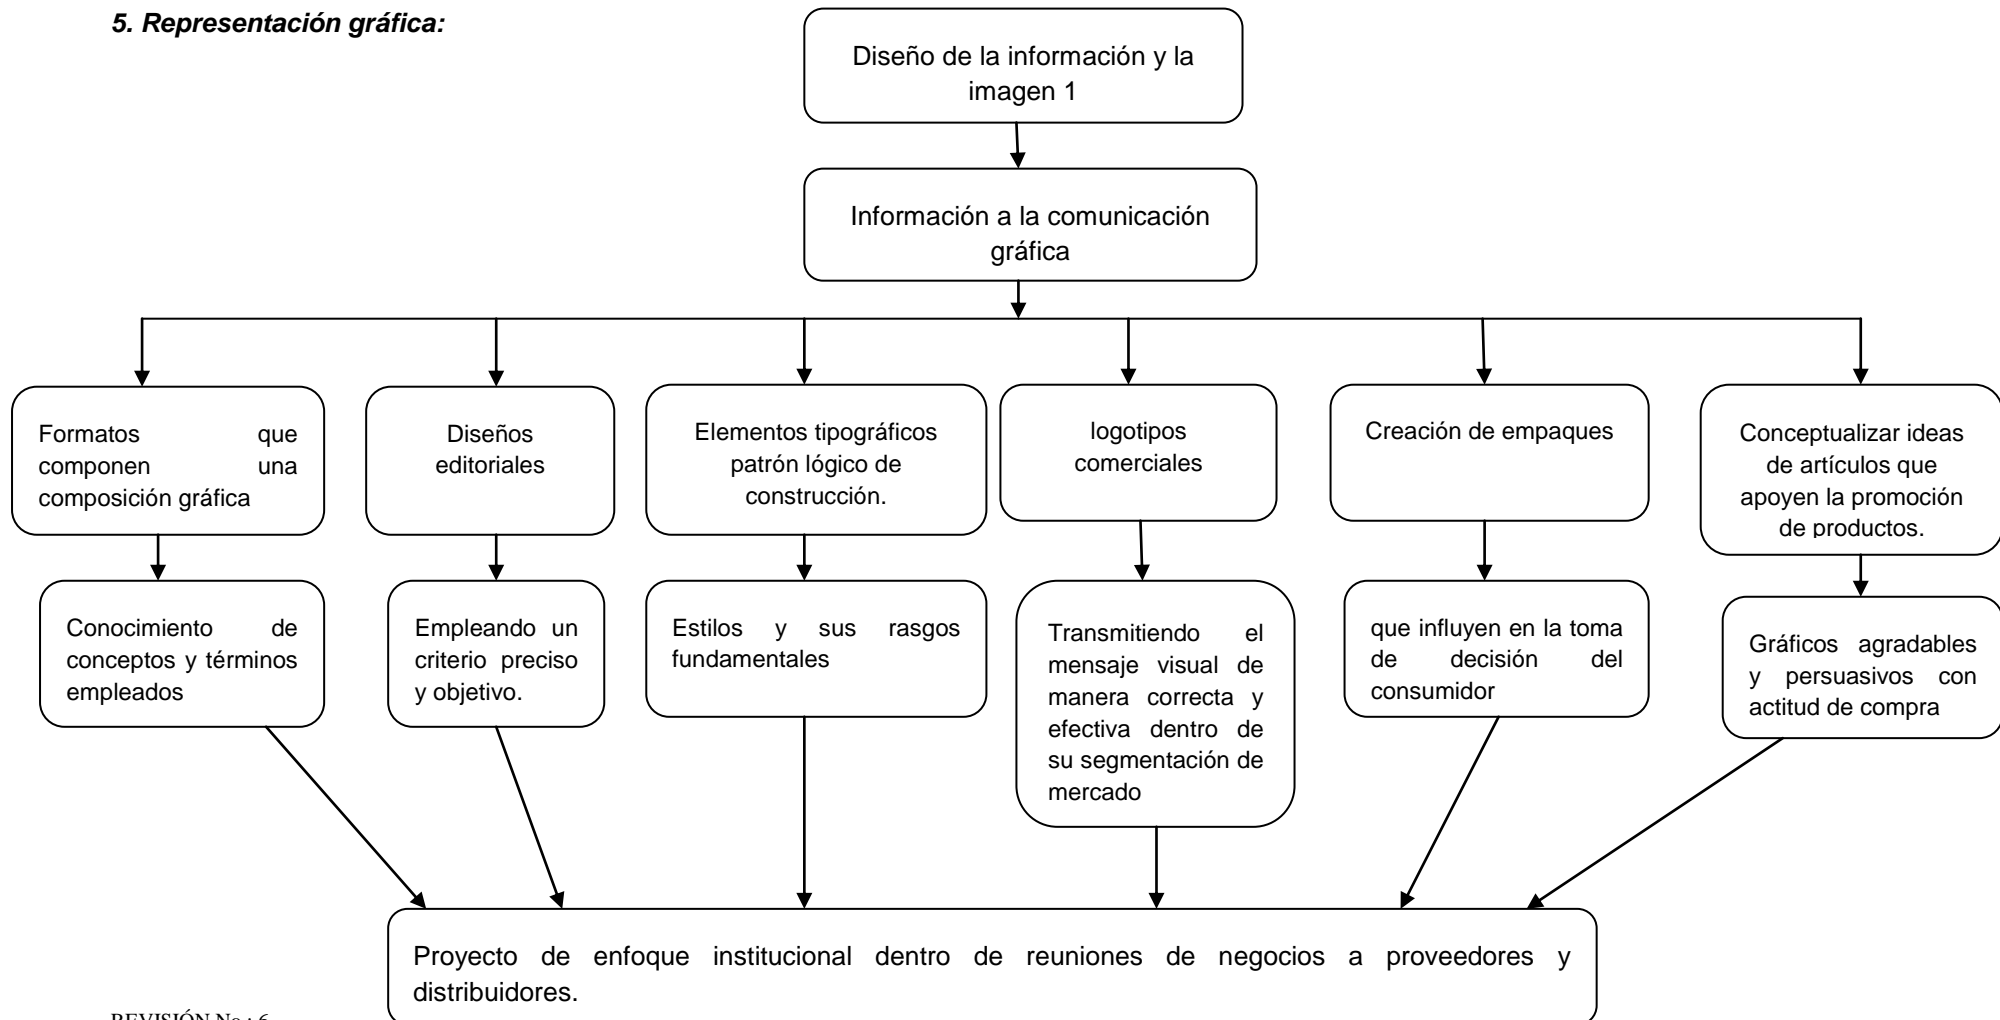 5. Representación gráfica:
Diseño de la información y la
imagen 1
Información a la comunicación
gráfica
Formatos que
componen una
composición gráfica
Diseños
editoriales
Elementos tipográficos
patrón lógico de
construcción.
logotipos
comerciales
Creación de empaques
Conceptualizar ideas
de artículos que
apoyen la promoción
de productos.
Conocimiento de
conceptos y términos
empleados
Empleando un
criterio preciso
y objetivo.
Estilos y sus rasgos
fundamentales
Transmitiendo el
mensaje visual de
manera correcta y
efectiva dentro de
su segmentación de
mercado
que influyen en la toma
de decisión del
consumidor
Gráficos agradables
y persuasivos con
actitud de compra
Proyecto de enfoque institucional dentro de reuniones de negocios a proveedores y
distribuidores.
REVISIÓN No.: 6